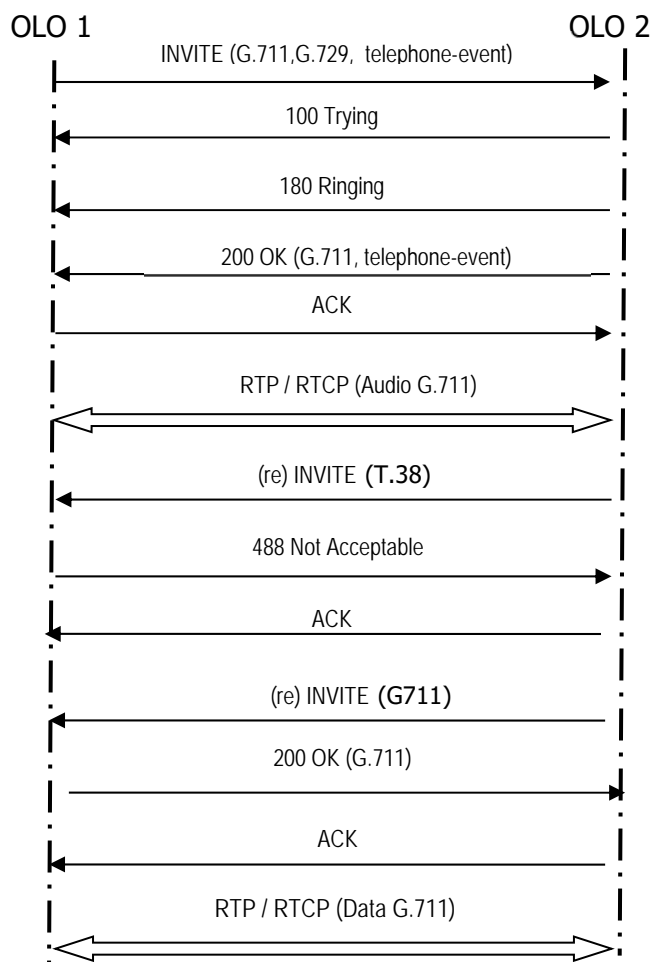 OLO 1
OLO 2
INVITE (G.711,G.729, telephone-event)
100 Trying
180 Ringing
200 OK (G.711, telephone-event)
ACK
RTP / RTCP (Audio G.711)
(re) INVITE (T.38)
488 Not Acceptable
ACK
(re) INVITE (G711)
200 OK (G.711)
ACK
RTP / RTCP (Data G.711)